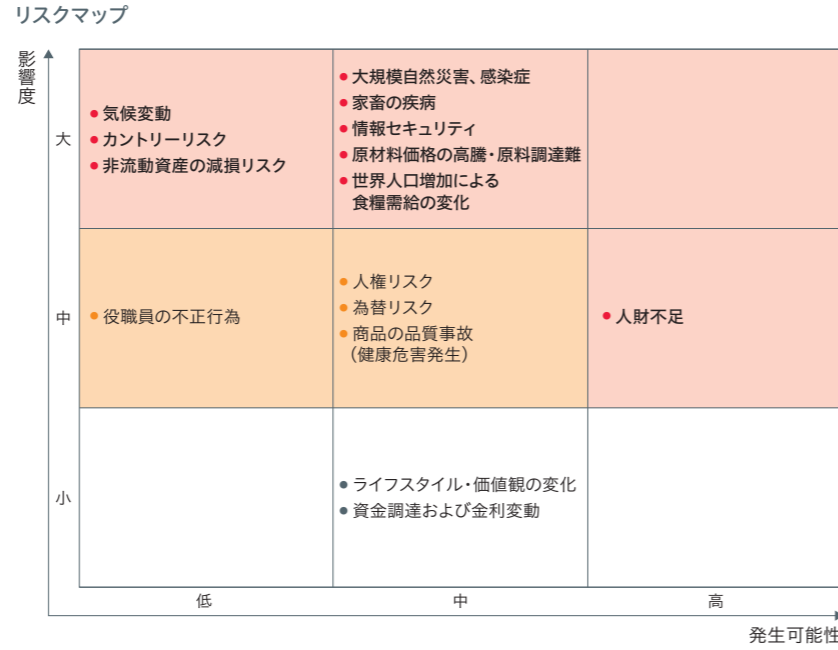 リスクマップ
影響度
大
● 気候変動
● カントリーリスク
● 非流動資産の減損リスク
● 大規模自然災害、感染症
● 家畜の疾病
● 情報セキュリティ
● 原材料価格の高騰・原料調達難
● 世界人口増加による
食糧需給の変化
中
● 役職員の不正行為
● 人権リスク
● 為替リスク
● 商品の品質事故
（健康危害発生）
● 人財不足
小
● ライフスタイル・価値観の変化
● 資金調達および金利変動
低
中
高
発生可能性